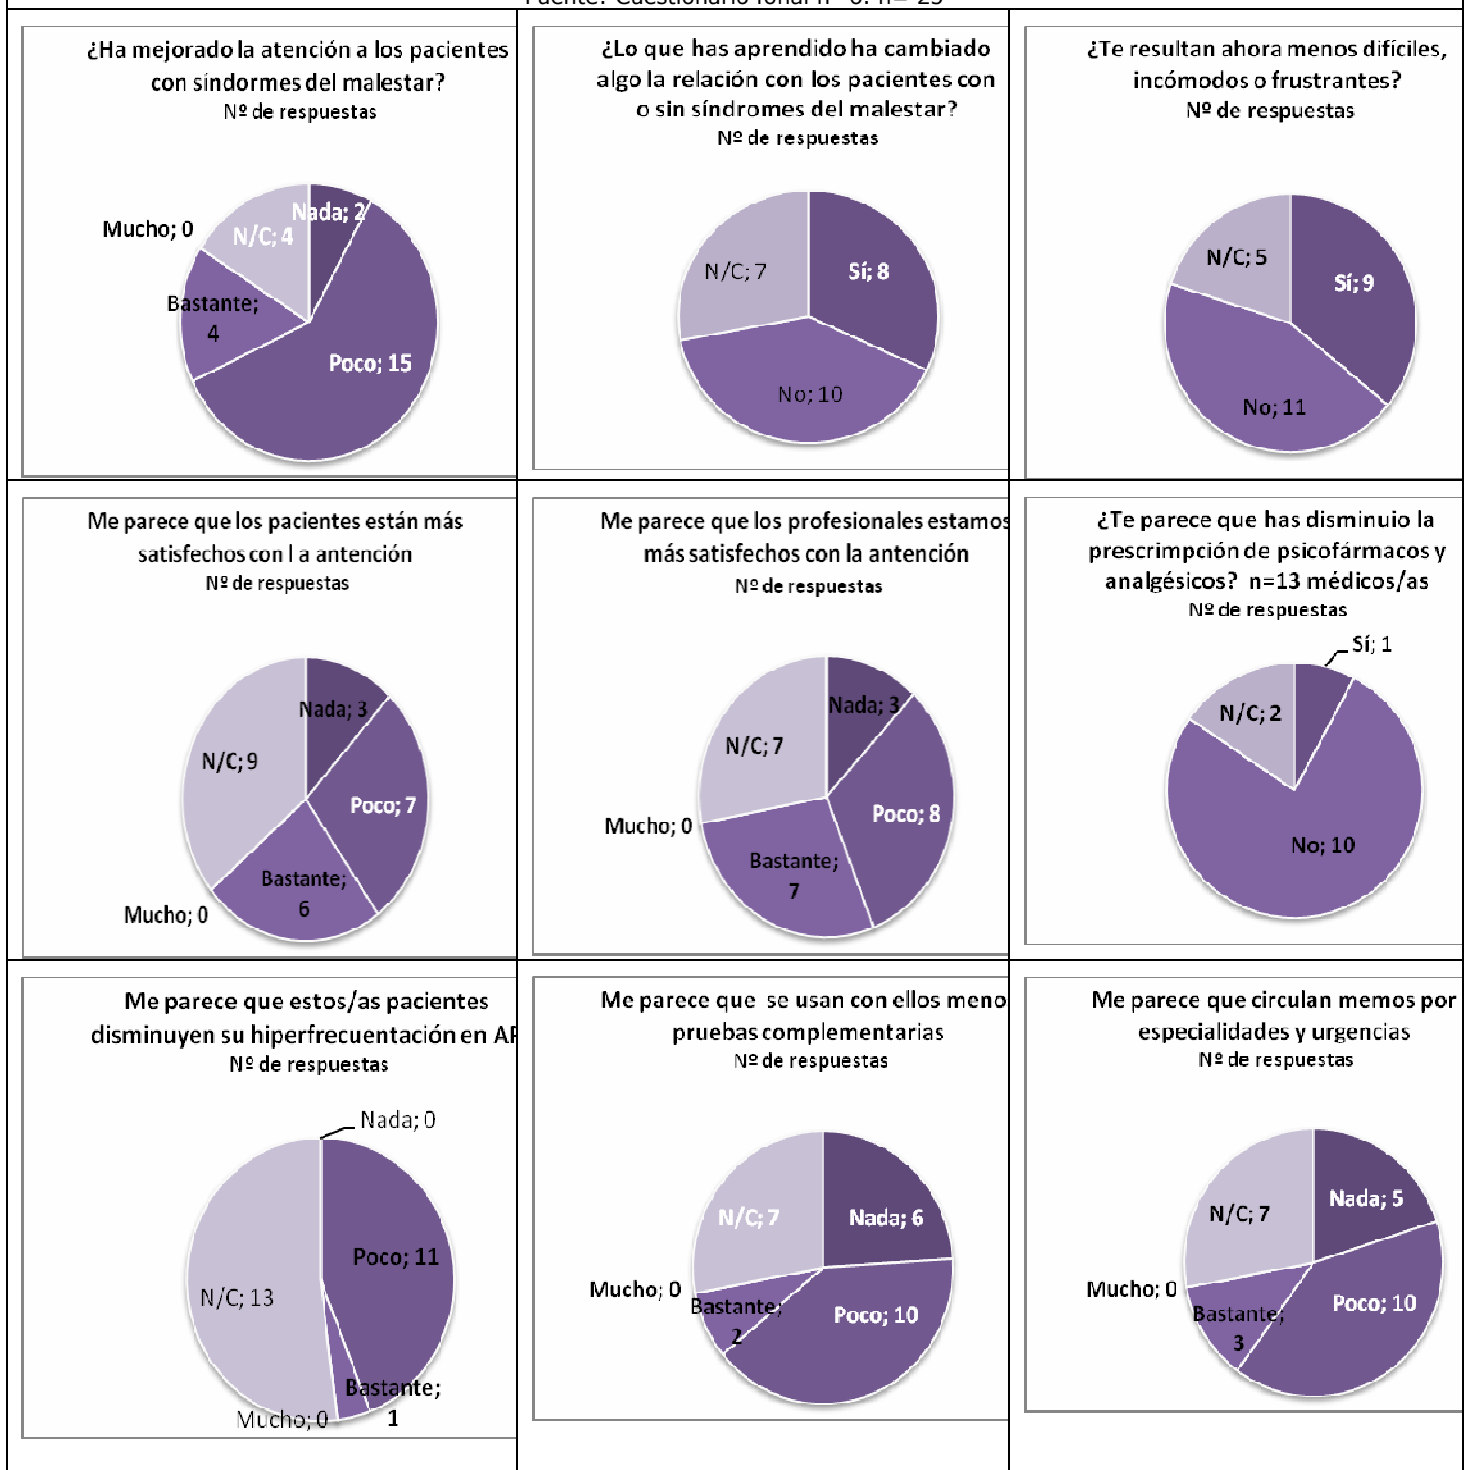 ¿Ha mejorado la atención a los pacientes
con síndormes del malestar?
Nº de respuestas
Nada; 2
Mucho; 0
N/C; 4
Bastante;
4
Poco; 15
¿Lo que has aprendido ha cambiado
algo la relación con los pacientes con
o sin síndromes del malestar?
Nº de respuestas
N/C; 7
Sí; 8
No; 10
¿Te resultan ahora menos difíciles,
incómodos o frustrantes?
Nº de respuestas
N/C; 5
Sí; 9
No; 11
Me parece que los pacientes están más
satisfechos con l a antención
Nº de respuestas
Nada; 3
N/C; 9
Poco; 7
Bastante;
6
Mucho; 0
Me parece que los profesionales estamos
más satisfechos con la antención
Nº de respuestas
Nada; 3
N/C; 7
Poco; 8
Mucho; 0
Bastante;
7
¿Te parece que has disminuio la
prescrimpción de psicofármacos y
analgésicos? n=13 médicos/as
Nº de respuestas
Sí; 1
N/C; 2
No; 10
Me parece que estos/as pacientes
disminuyen su hiperfrecuentación en AP
Nº de respuestas
Nada; 0
Poco; 11
N/C; 13
Bastante;
1
Mucho; 0
Me parece que se usan con ellos meno
pruebas complementarias
Nº de respuestas
N/C; 7
Nada; 6
Mucho; 0
Bastante;
2
Poco; 10
Me parece que circulan memos por
especialidades y urgencias
Nº de respuestas
Nada; 5
N/C; 7
Mucho; 0
Bastante;
3
Poco; 10